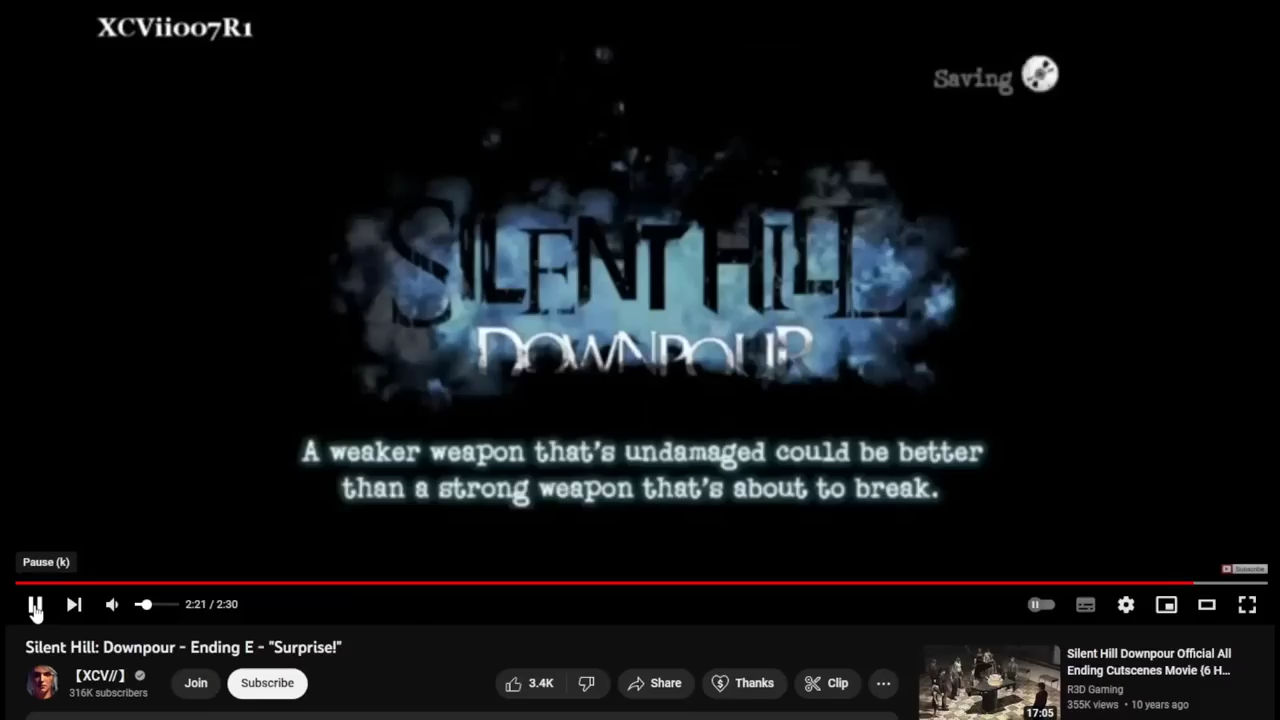 XCVii007R1
Saving
SILENT HILL
DOWNPOUR
A weaker weapon that's undamaged could be better
than a strong weapon that's about to break.
Pause (k)
Subscribe
2:21 / 2:30
Silent Hill: Downpour - Ending E - "Surprise!"
【XCV//】
316K subscribers
Join
Subscribe
3.4K
Share
Thanks
Clip
Silent Hill Downpour Official All
Ending Cutscenes Movie {6 H...
R3D Gaming
355K views • 10 years ago
17:05